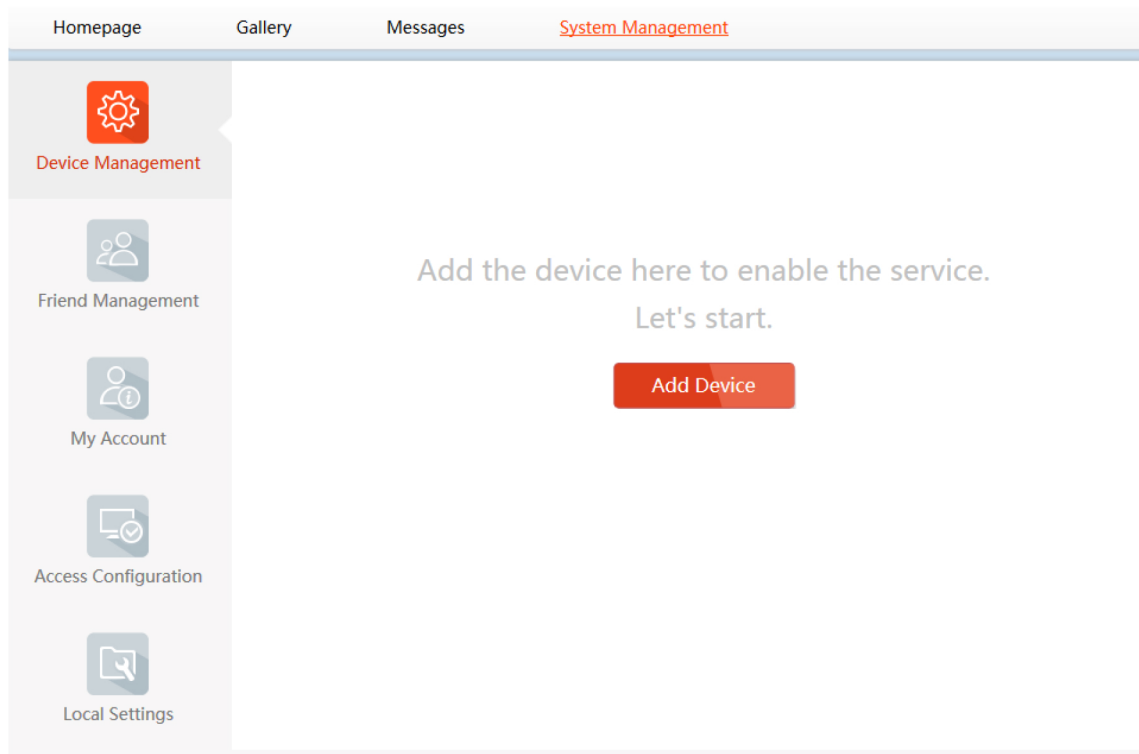 Homepage Gallery Messages System Management
Device Management
Friend Management
My Account
Access Configuration
Local Settings
Add the device here to enable the service.
Let's start.
Add Device